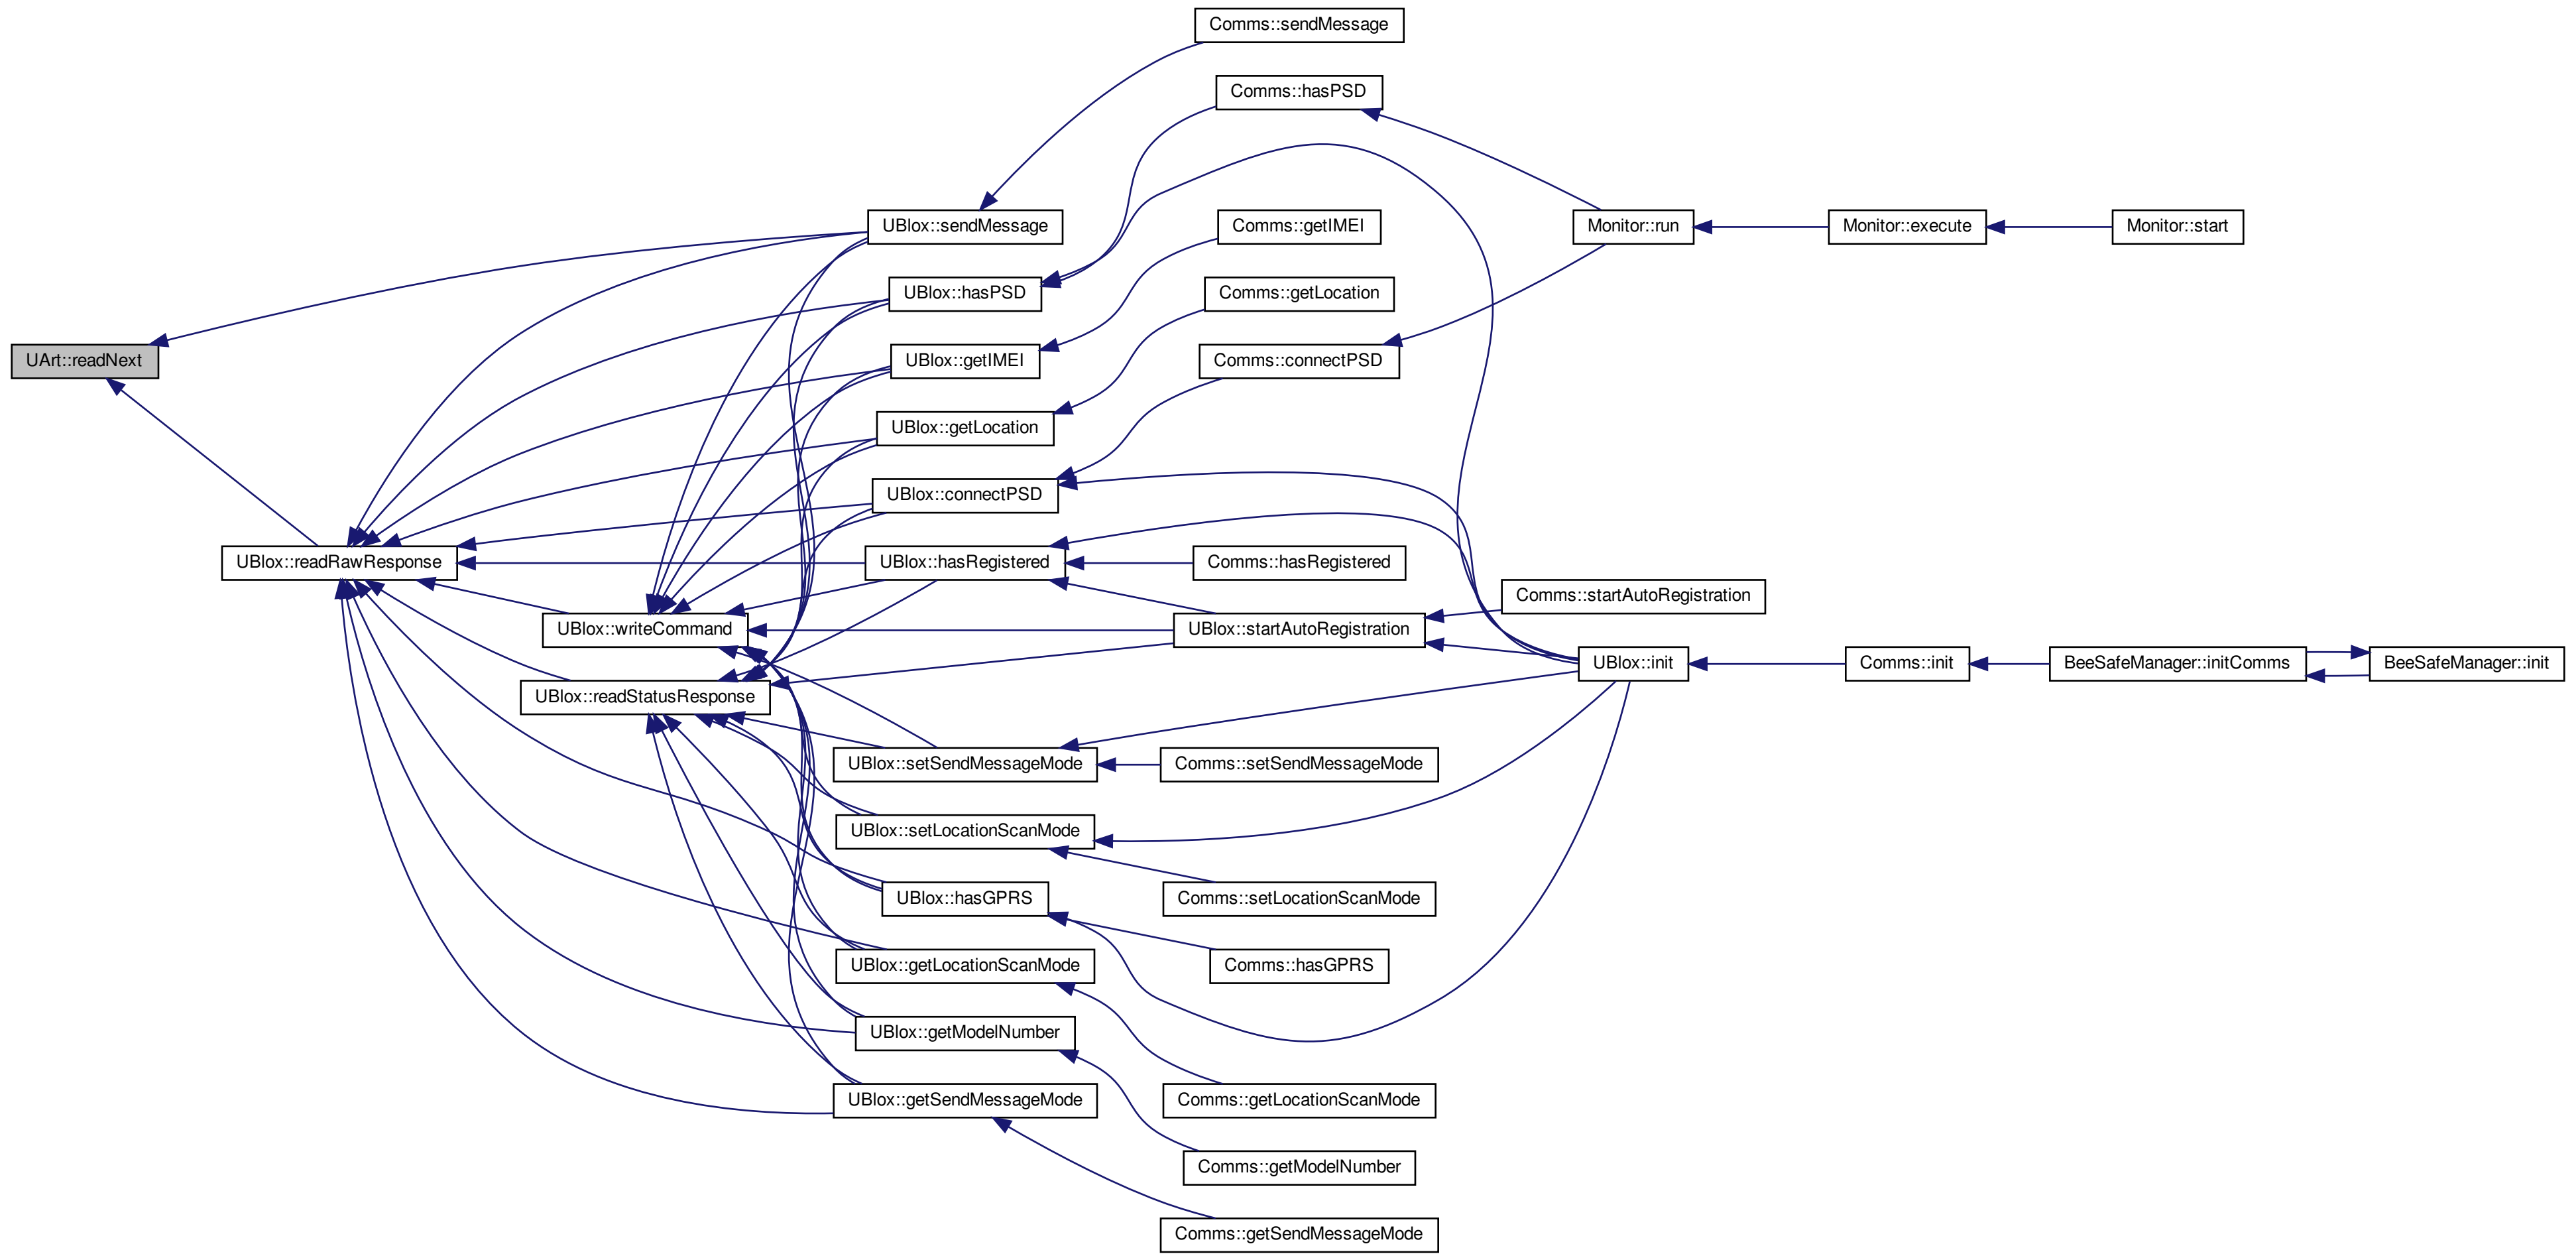 Comms::sendMessage
Comms::hasPSD
UBlox::sendMessage
Comms::getIMEI
Monitor::run
Monitor::execute
Monitor::start
UBlox::hasPSD
Comms::getLocation
UArt::readNext
UBlox::getIMEI
Comms::connectPSD
UBlox::getLocation
UBlox::connectPSD
UBlox::readRawResponse
UBlox::hasRegistered
Comms::hasRegistered
Comms::startAutoRegistration
UBlox::writeCommand
UBlox::startAutoRegistration
UBlox::init
Comms::init
BeeSafeManager::initComms
BeeSafeManager::init
UBlox::readStatusResponse
UBlox::setSendMessageMode
Comms::setSendMessageMode
UBlox::setLocationScanMode
Comms::setLocationScanMode
UBlox::hasGPRS
UBlox::getLocationScanMode
Comms::hasGPRS
UBlox::getModelNumber
UBlox::getSendMessageMode
Comms::getLocationScanMode
Comms::getModelNumber
Comms::getSendMessageMode